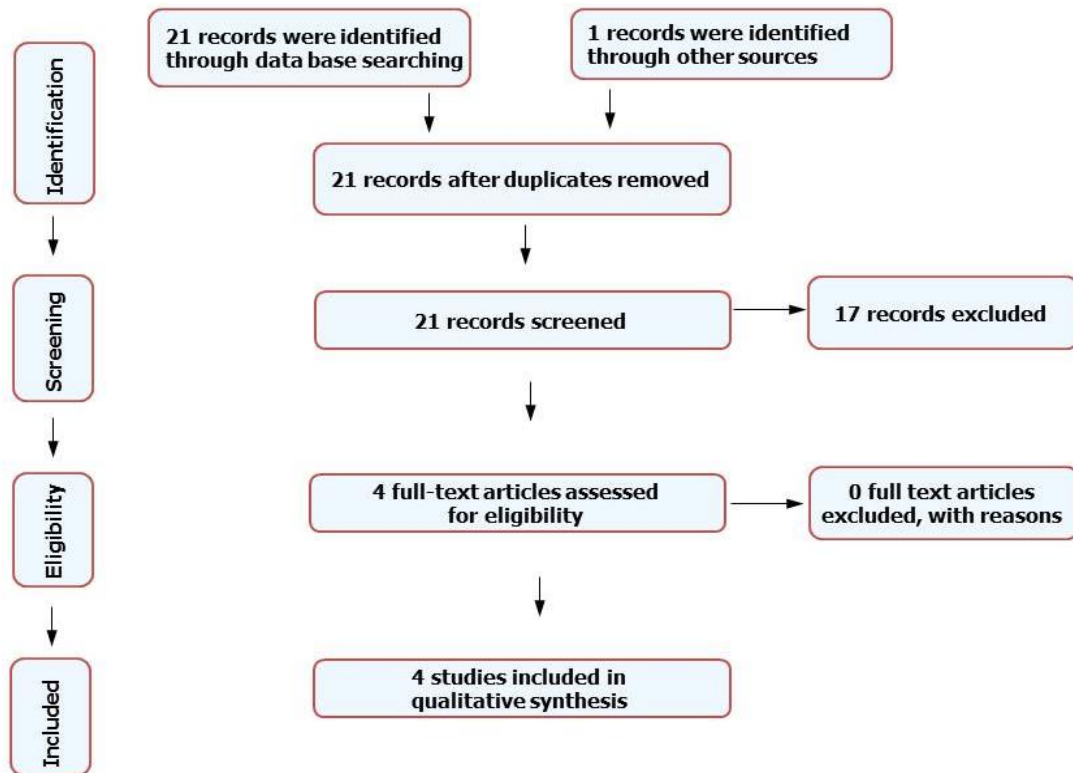 21 records were identified
through data base searching
1 records were identified
through other sources
Identification
21 records after duplicates removed
Screening
21 records screened
17 records excluded
Eligibility
4 full-text articles assessed
for eligibility
0 full text articles
excluded, with reasons
Included
4 studies included in
qualitative synthesis